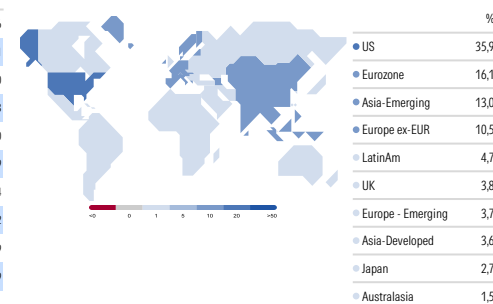 %
US 35,9
Eurozone 16,1
Asia-Emerging 13,0
Europe ex-EUR 10,5
LatinAm 4,7
UK 3,8
Europe - Emerging 3,7
Asia-Developed 3,6
Japan 2,7
Australasia 1,5
<0 0 1 5 10 20 >50